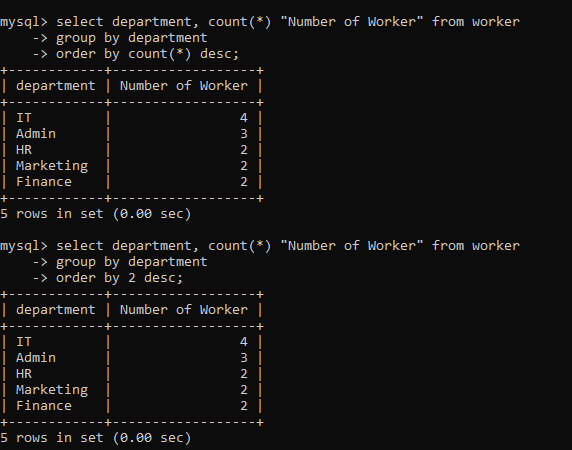 mysql> select department, count(*) "Number of Worker" from worker
    -> group by department
    -> order by count(*) desc;
+------------+------------------+
| department | Number of Worker |
+------------+------------------+
| IT         |                4 |
| Admin      |                3 |
| HR         |                2 |
| Marketing  |                2 |
| Finance    |                2 |
+------------+------------------+
5 rows in set (0.00 sec)
mysql> select department, count(*) "Number of Worker" from worker
    -> group by department
    -> order by 2 desc;
+------------+------------------+
| department | Number of Worker |
+------------+------------------+
| IT         |                4 |
| Admin      |                3 |
| HR         |                2 |
| Marketing  |                2 |
| Finance    |                2 |
+------------+------------------+
5 rows in set (0.00 sec)